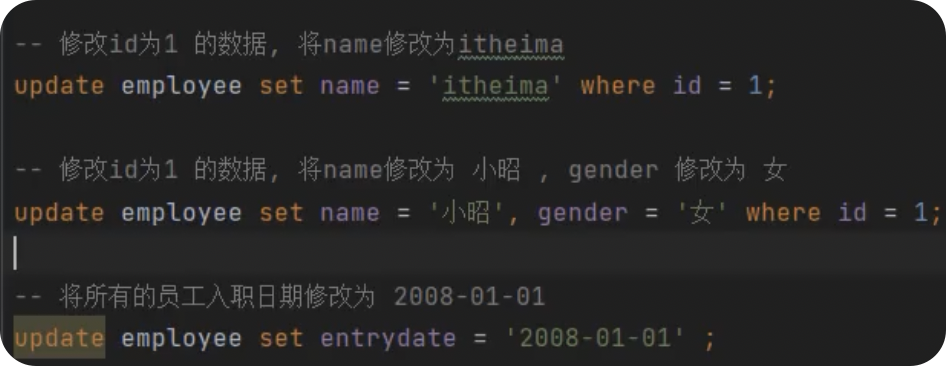 -- 修改id为1 的数据, 将name修改为itheima
update employee set name = 'itheima' where id = 1;
-- 修改id为1 的数据, 将name修改为 小昭 , gender 修改为 女
update employee set name = '小昭', gender = '女' where id = 1;
-- 将所有的员工入职日期修改为 2008-01-01
update employee set entrydate = '2008-01-01' ;